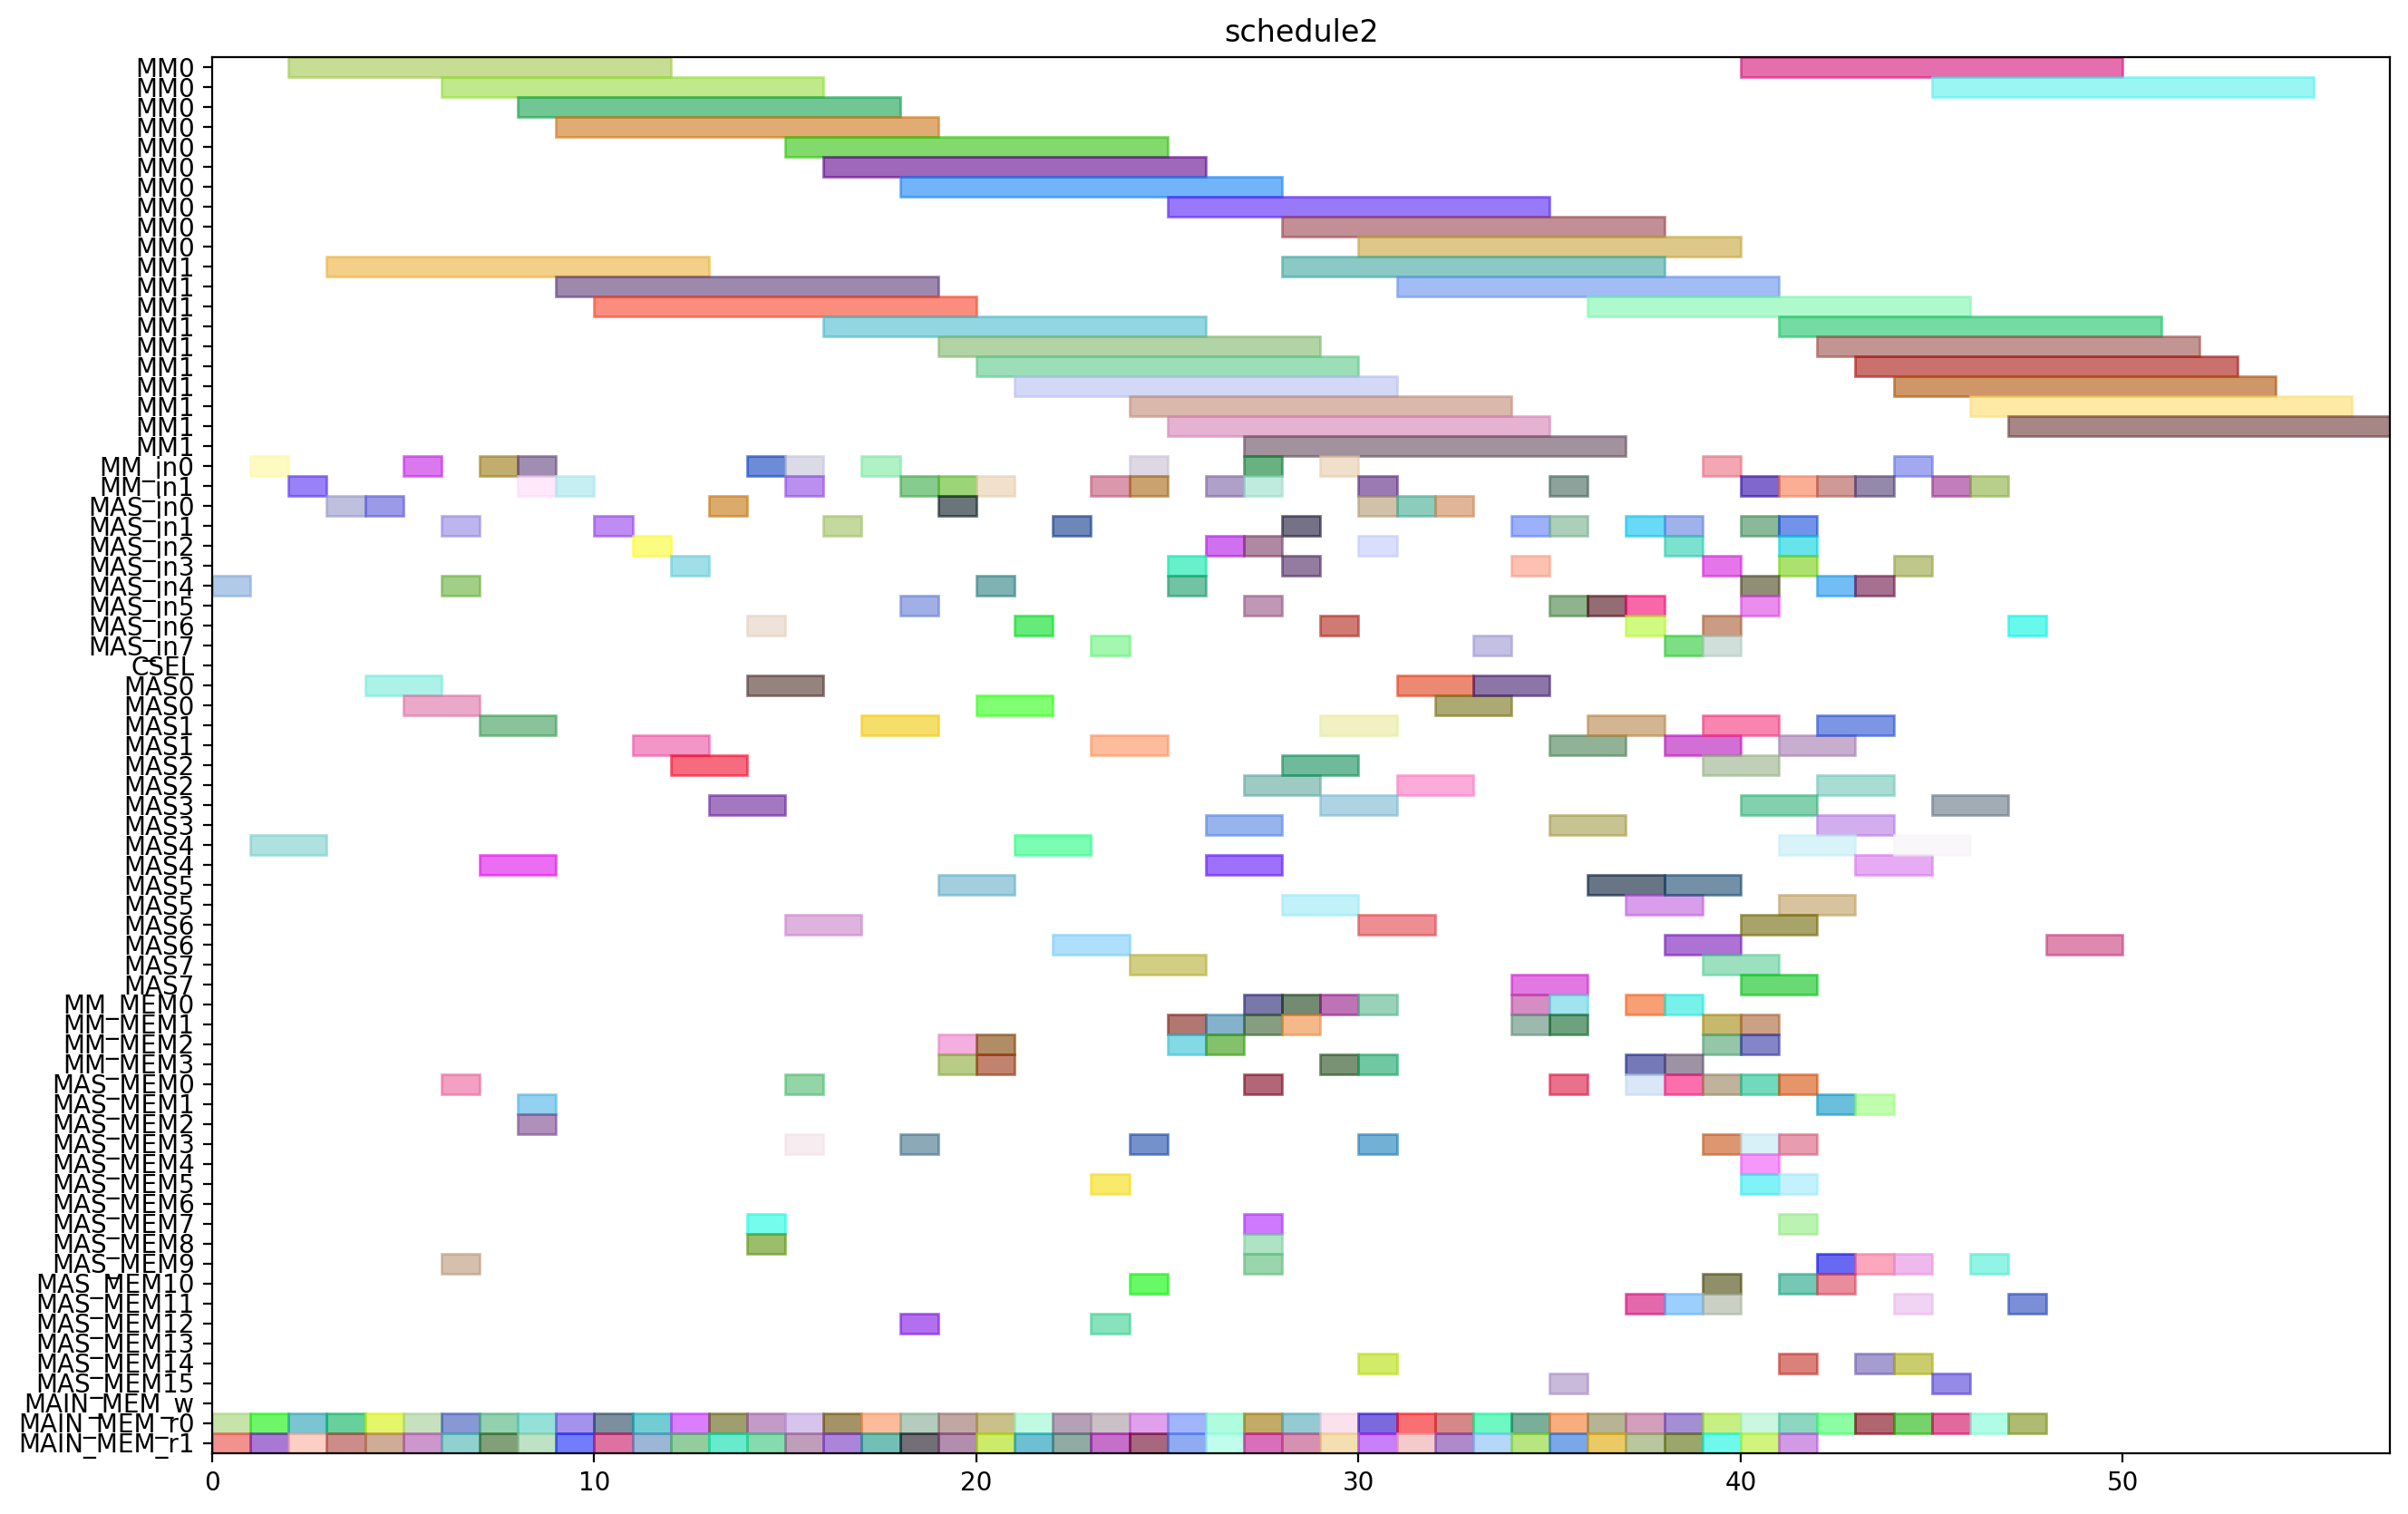 schedule2
MM0
MM0
MM0
MM0
MM0
MM0
MM0
MM0
MM0
MM0
MM1
MM1
MM1
MM1
MM1
MM1
MM1
MM1
MM1
MM1
MM_in0
MM_in1
MAS_in0
MAS_in1
MAS_in2
MAS_in3
MAS_in4
MAS_in5
MAS_in6
MAS_in7
CSEL
MAS0
MAS0
MAS1
MAS1
MAS2
MAS2
MAS3
MAS3
MAS4
MAS4
MAS5
MAS5
MAS6
MAS6
MAS7
MAS7
MM_MEM0
MM_MEM1
MM_MEM2
MM_MEM3
MAS_MEM0
MAS_MEM1
MAS_MEM2
MAS_MEM3
MAS_MEM4
MAS_MEM5
MAS_MEM6
MAS_MEM7
MAS_MEM8
MAS_MEM9
MAS_MEM10
MAS_MEM11
MAS_MEM12
MAS_MEM13
MAS_MEM14
MAS_MEM15
MAIN_MEM_w
MAIN_MEM_r0
MAIN_MEM_r1
0 10 20 30 40 50